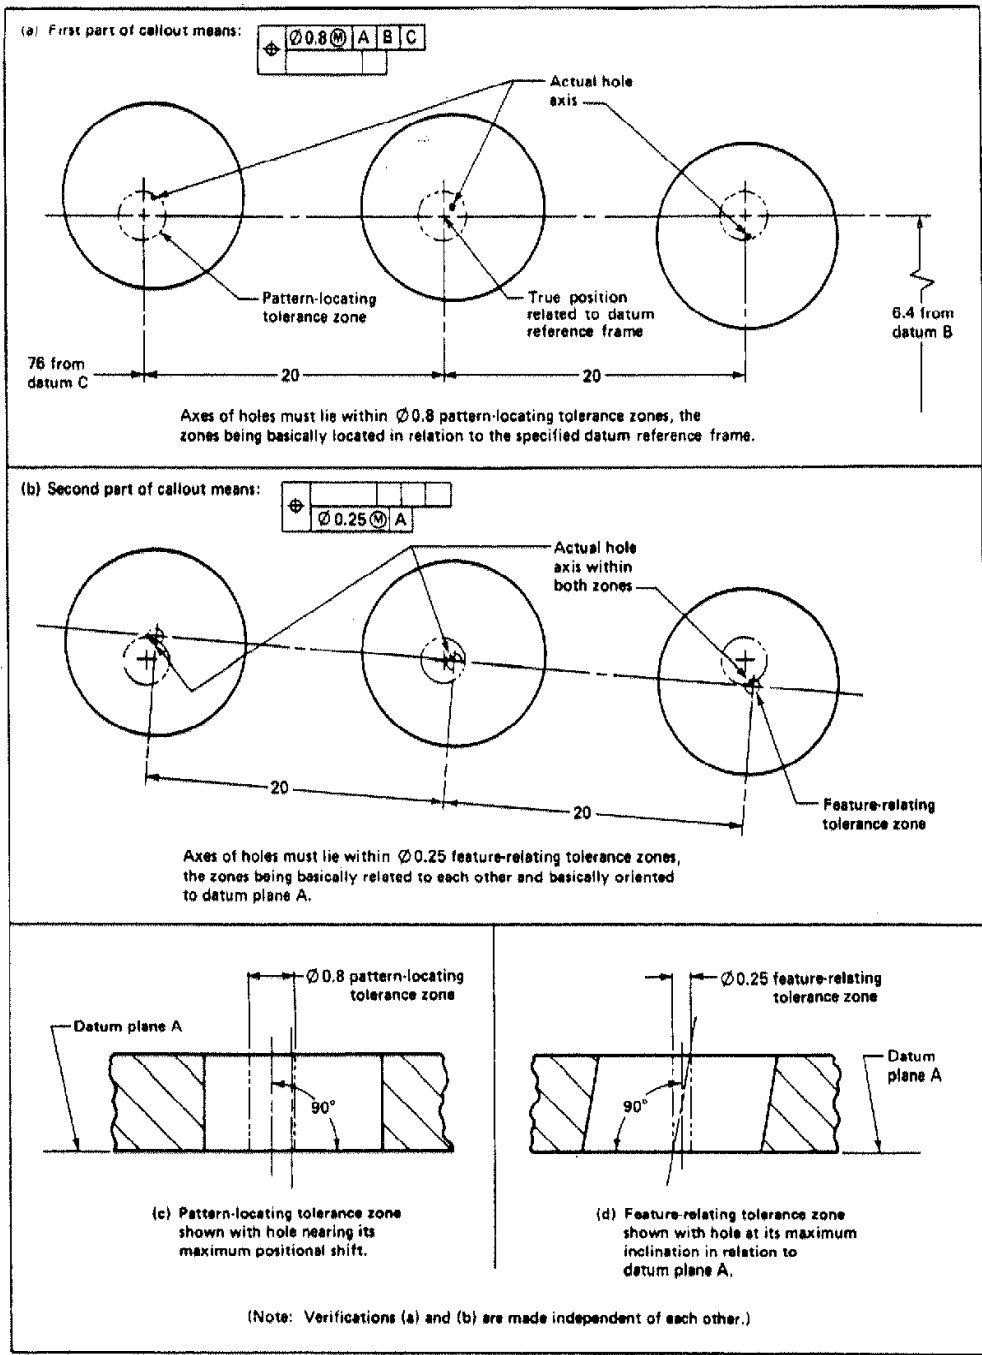 (a) First part of callout means:
⌖ Ø0.8 Ⓜ A B C
Actual hole
axis
Pattern-locating
tolerance zone
True position
related to datum
reference frame
6.4 from
datum B
76 from
datum C
20
20
Axes of holes must lie within Ø0.8 pattern-locating tolerance zones, the
zones being basically located in relation to the specified datum reference frame.
(b) Second part of callout means:
⌖ Ø0.25 Ⓜ A
Actual hole
axis within
both zones
20
20
Feature-relating
tolerance zone
Axes of holes must lie within Ø0.25 feature-relating tolerance zones,
the zones being basically related to each other and basically oriented
to datum plane A.
Ø0.8 pattern-locating
tolerance zone
Datum plane A
90°
(c) Pattern-locating tolerance zone
shown with hole nearing its
maximum positional shift.
Ø0.25 feature-relating
tolerance zone
Datum
plane A
90°
(d) Feature-relating tolerance zone
shown with hole at its maximum
inclination in relation to
datum plane A.
(Note: Verifications (a) and (b) are made independent of each other.)